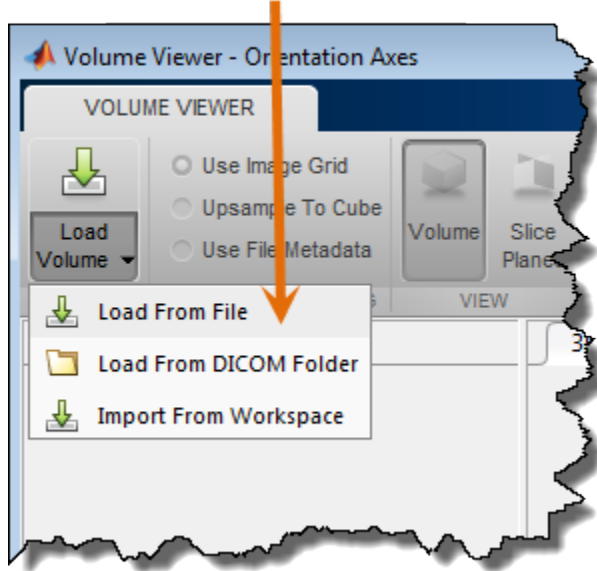 Volume Viewer - Orientation Axes
VOLUME VIEWER
Load
Volume
Use Image Grid
Upsample To Cube
Use File Metadata
Volume
Slice
VIEW
Load From File
Load From DICOM Folder
Import From Workspace